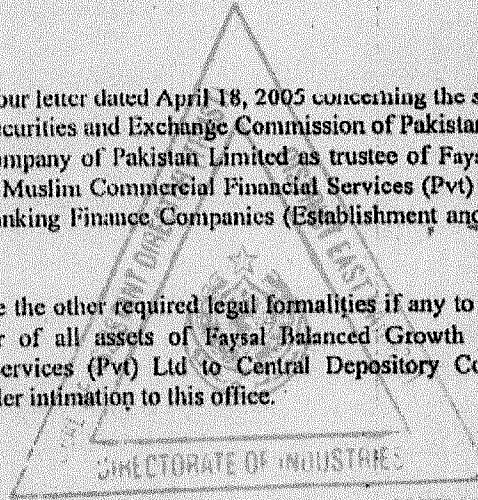 our letter dated April 18, 2005 concerning the s
ecurities and Exchange Commission of Pakistan
ompany of Pakistan Limited as trustee of Fays
Muslim Commercial Financial Services (Pvt)
anking Finance Companies (Establishment and
e the other required legal formalities if any to
r of all assets of Faysal Balanced Growth
ervices (Pvt) Ltd to Central Depository Co
der intimation to this office.
DIRECTORATE OF INDUSTRIES